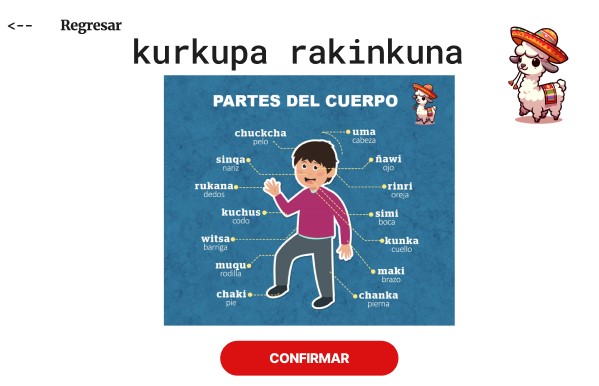 <-- Regresar
kurkupa rakinkuna
PARTES DEL CUERPO
chuckcha
pelo
uma
cabeza
sinqa
nariz
ñawi
ojo
rukana
dedos
rinri
oreja
kuchus
codo
simi
boca
witsa
barriga
kunka
cuello
muqu
rodilla
maki
brazo
chaki
pie
chanka
pierna
CONFIRMAR